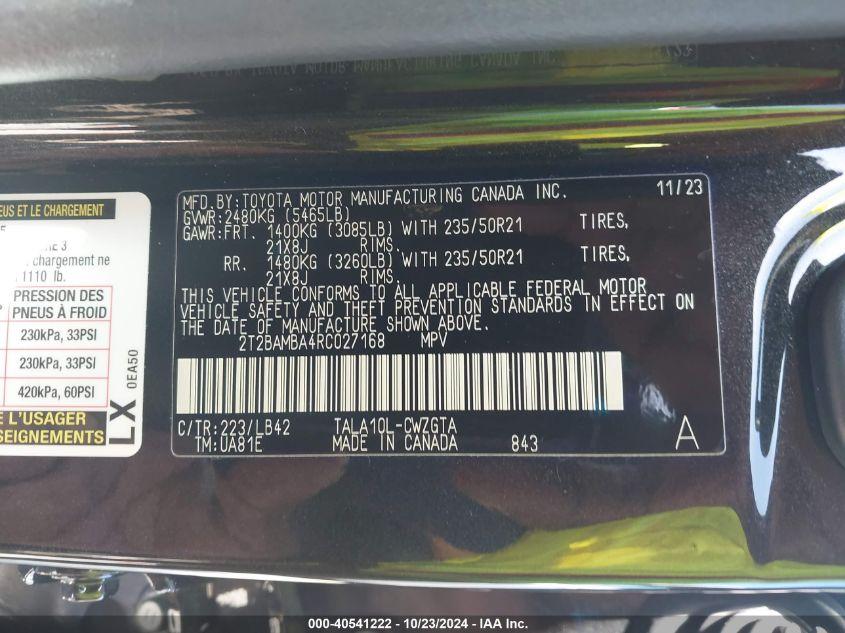 MFD.BY:TOYOTA MOTOR MANUFACTURING CANADA INC. 11/23
GVWR:2480KG (5465LB)
GAWR:FRT. 1400KG (3085LB) WITH 235/50R21 TIRES,
21X8J RIMS.
RR. 1480KG (3260LB) WITH 235/50R21 TIRES,
21X8J RIMS.
THIS VEHICLE CONFORMS TO ALL APPLICABLE FEDERAL MOTOR
VEHICLE SAFETY AND THEFT PREVENTION STANDARDS IN EFFECT ON
THE DATE OF MANUFACTURE SHOWN ABOVE.
2T2BAMBA4RC027168 MPV
C/TR:223/LB42 TALA10L-CWZGTA
TM:UA81E MADE IN CANADA 843 A
EUS ET LE CHARGEMENT
chargement ne
1110 lb.
PRESSION DES
PNEUS À FROID
230kPa, 33PSI
230kPa, 33PSI
420kPa, 60PSI
L'USAGER
SEIGNEMENTS
LX 0EA50
000-40541222 - 10/23/2024 - IAA Inc.